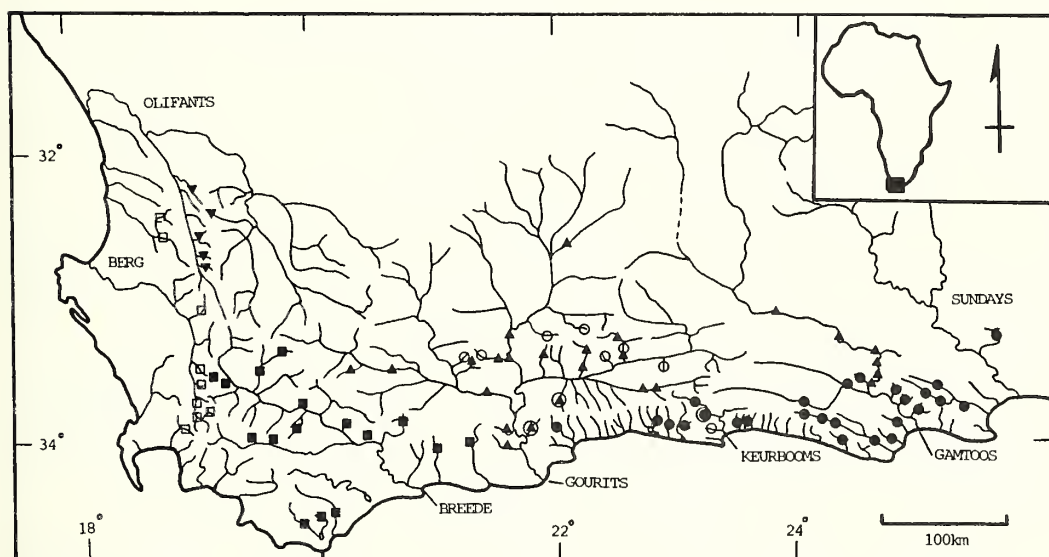 OLIFANTS
32°
BERG
SUNDAYS
34°
KEURBOOMS
GAMTOOS
GOURITS
BREEDE
18° 22° 24°
100km